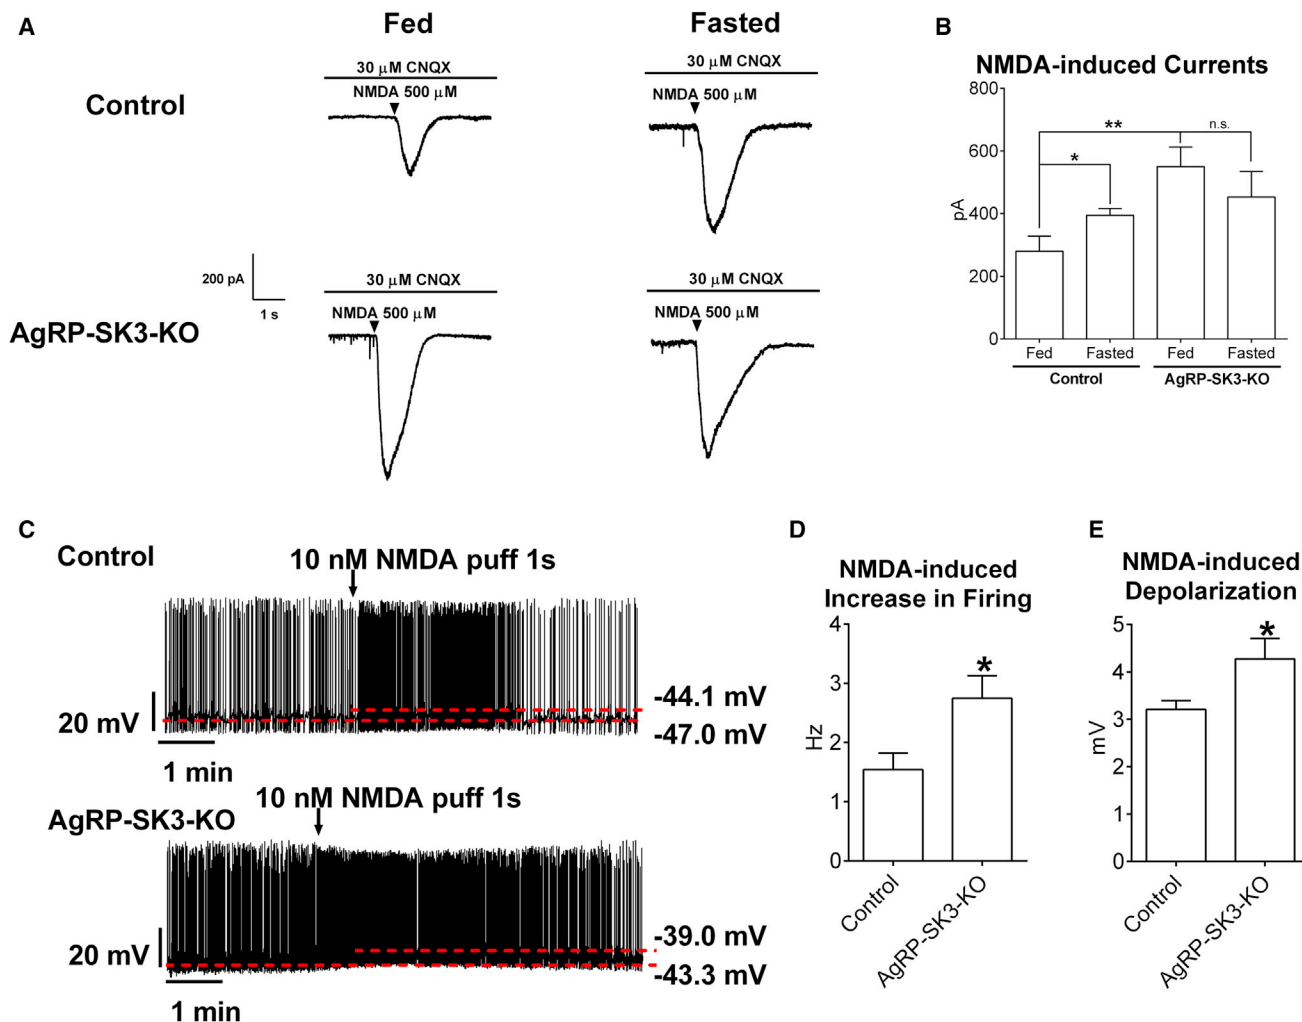 A
Fed
Fasted
Control
30 μM CNQX
NMDA 500 μM
30 μM CNQX
NMDA 500 μM
AgRP-SK3-KO
200 pA
1 s
30 μM CNQX
NMDA 500 μM
30 μM CNQX
NMDA 500 μM
B
NMDA-induced Currents
pA
800
600
400
200
0
**
n.s.
*
Fed
Fasted
Fed
Fasted
Control
AgRP-SK3-KO
C
Control
10 nM NMDA puff 1s
20 mV
-44.1 mV
-47.0 mV
1 min
AgRP-SK3-KO
10 nM NMDA puff 1s
20 mV
-39.0 mV
-43.3 mV
1 min
D
NMDA-induced
Increase in Firing
Hz
4
3
2
1
0
*
Control
AgRP-SK3-KO
E
NMDA-induced
Depolarization
mV
5
4
3
2
1
0
*
Control
AgRP-SK3-KO